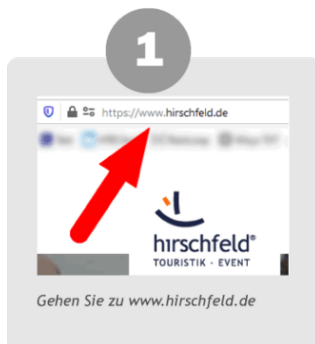 1
https://www.hirschfeld.de
hirschfeld®
TOURISTIK - EVENT
Gehen Sie zu www.hirschfeld.de